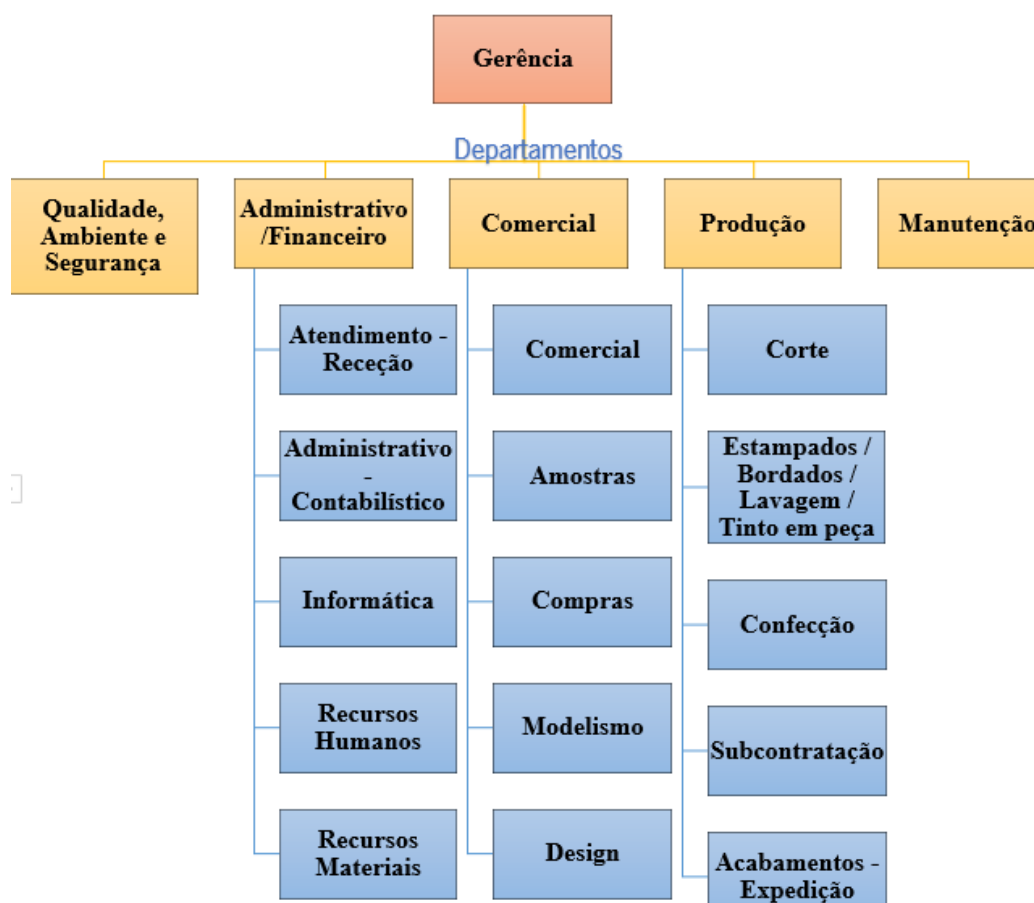 Gerência
Departamentos
Qualidade,
Ambiente e
Segurança
Administrativo
/Financeiro
Comercial
Produção
Manutenção
Atendimento -
Receção
Administrativo
-
Contabilístico
Informática
Recursos
Humanos
Recursos
Materiais
Comercial
Amostras
Compras
Modelismo
Design
Corte
Estampados /
Bordados /
Lavagem /
Tinto em peça
Confecção
Subcontratação
Acabamentos -
Expedição